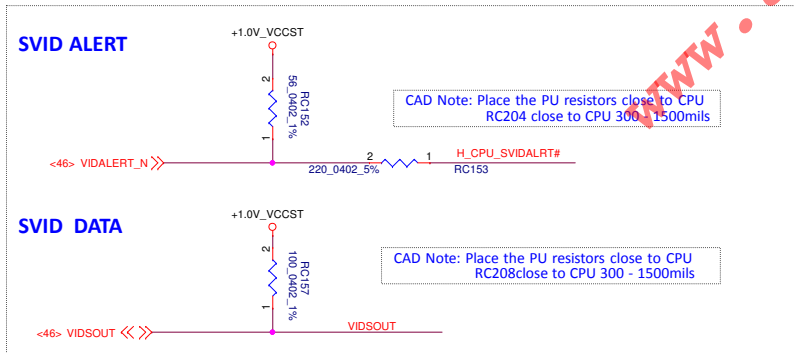 SVID ALERT
+1.0V_VCCST
2
56_0402_1%
RC152
1
CAD Note: Place the PU resistors close to CPU
RC204 close to CPU 300 - 1500mils
<46> VIDALERT_N
2
220_0402_5%
1
H_CPU_SVIDALRT#
RC153
SVID DATA
+1.0V_VCCST
2
100_0402_1%
RC157
1
CAD Note: Place the PU resistors close to CPU
RC208close to CPU 300 - 1500mils
<46> VIDSOUT
VIDSOUT
www.